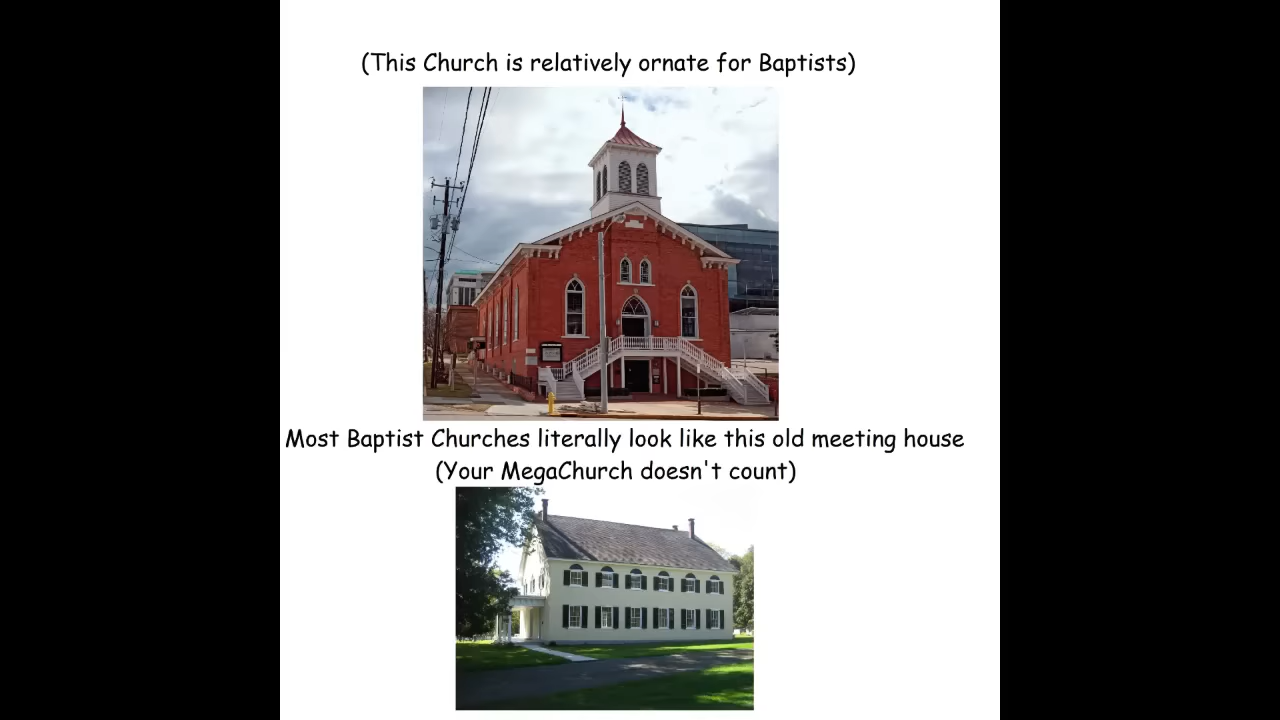 (This Church is relatively ornate for Baptists)
Most Baptist Churches literally look like this old meeting house
(Your MegaChurch doesn't count)